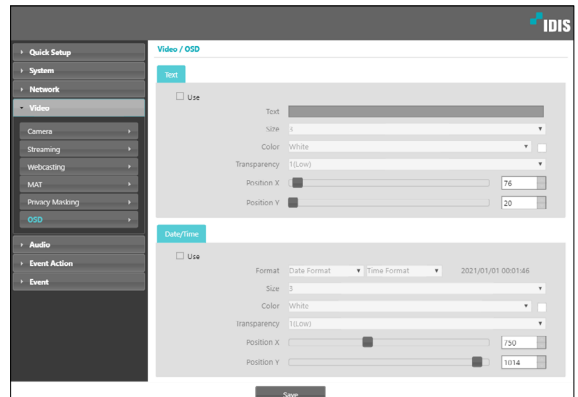 IDIS
Quick Setup
System
Network
Video
Camera
Streaming
Webcasting
MAT
Privacy Masking
OSD
Audio
Event Action
Event
Video / OSD
Text
Use
Text
Size 3
Color White
Transparency 1(Low)
Position X 76
Position Y 20
Date/Time
Use
Format Date Format Time Format 2021/01/01 00:01:46
Size 3
Color White
Transparency 1(Low)
Position X 750
Position Y 1014
Save